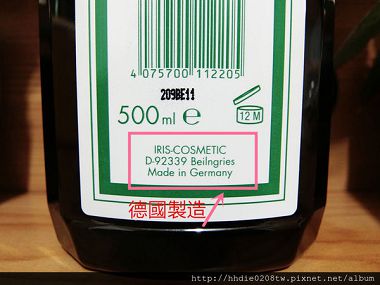 4 075700 112205
209BE11
500ml e
12 M
IRIS-COSMETIC
D-92339 Beilngries
Made in Germany
德國製造
http://hhdie0208tw.pixnet.net/album